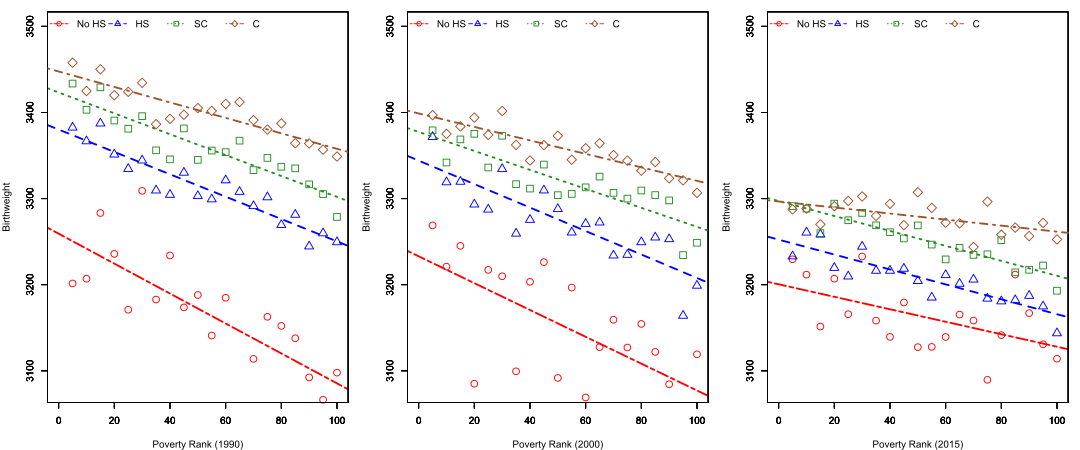 No HS HS SC C
3500
3400
3300
3200
3100
Birthweight
0 20 40 60 80 100
Poverty Rank (1990)
No HS HS SC C
3500
3400
3300
3200
3100
Birthweight
0 20 40 60 80 100
Poverty Rank (2000)
No HS HS SC C
3500
3400
3300
3200
3100
Birthweight
0 20 40 60 80 100
Poverty Rank (2015)